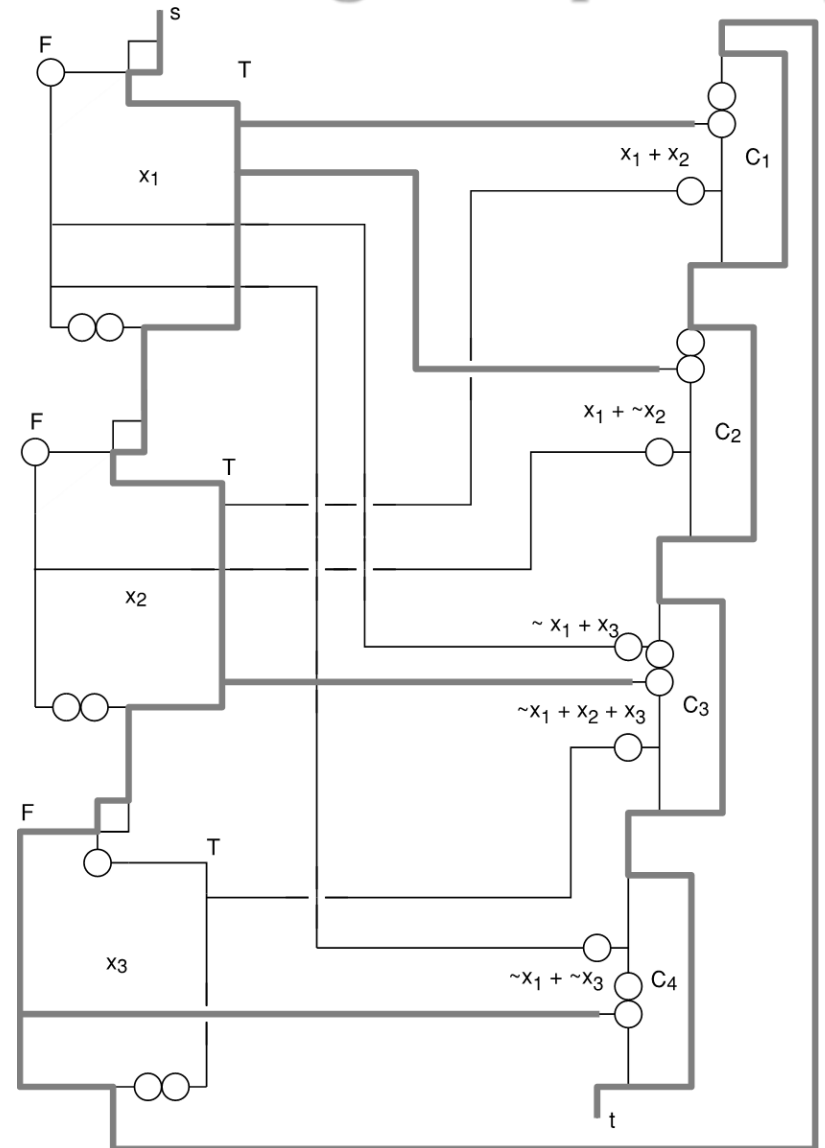 s
F
T
x₁ + x₂
C₁
x₁
x₁ + ~x₂
C₂
F
T
x₂
~ x₁ + x₃
~x₁ + x₂ + x₃
C₃
F
T
x₃
~x₁ + ~x₃
C₄
t